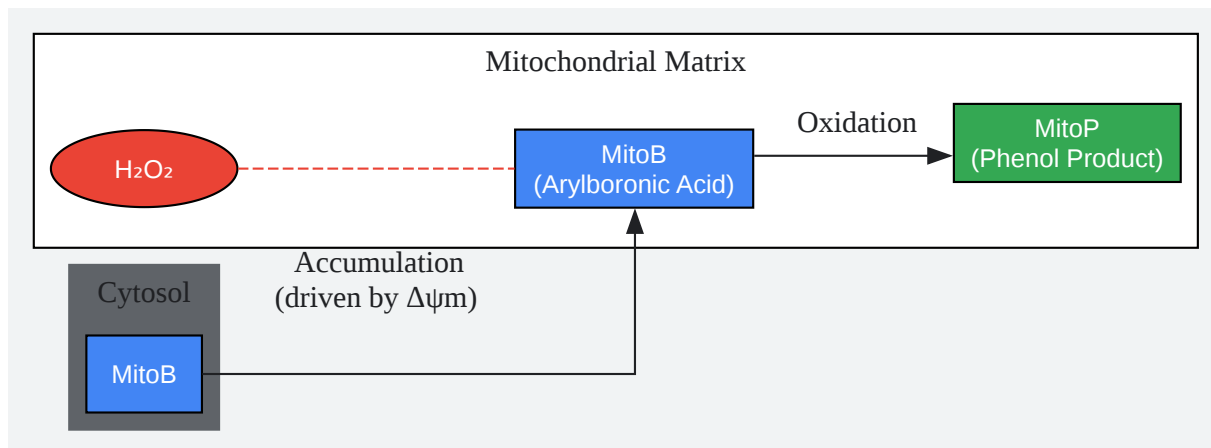 Mitochondrial Matrix
H₂O₂
MitoB
(Arylboronic Acid)
Oxidation
MitoP
(Phenol Product)
Accumulation
(driven by Δψm)
Cytosol
MitoB